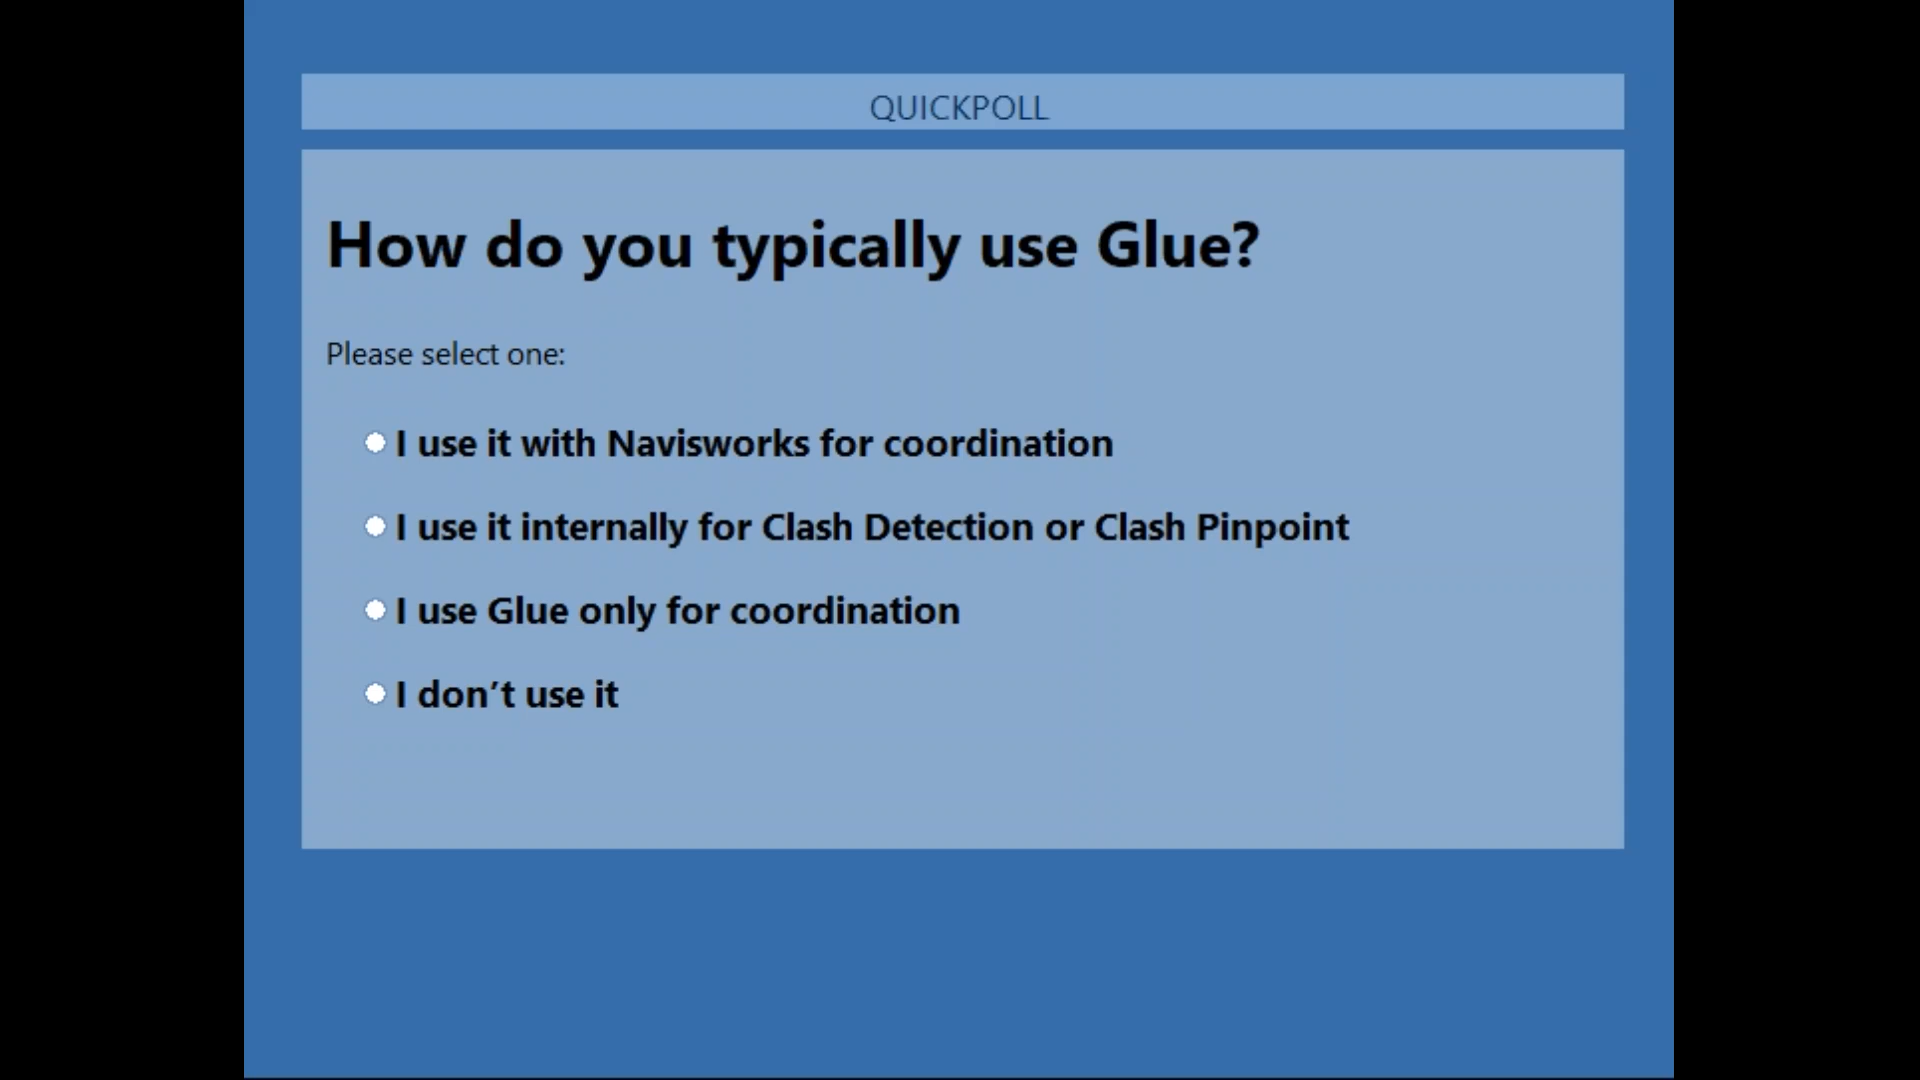 QUICKPOLL
How do you typically use Glue?
Please select one:
I use it with Navisworks for coordination
I use it internally for Clash Detection or Clash Pinpoint
I use Glue only for coordination
I don’t use it